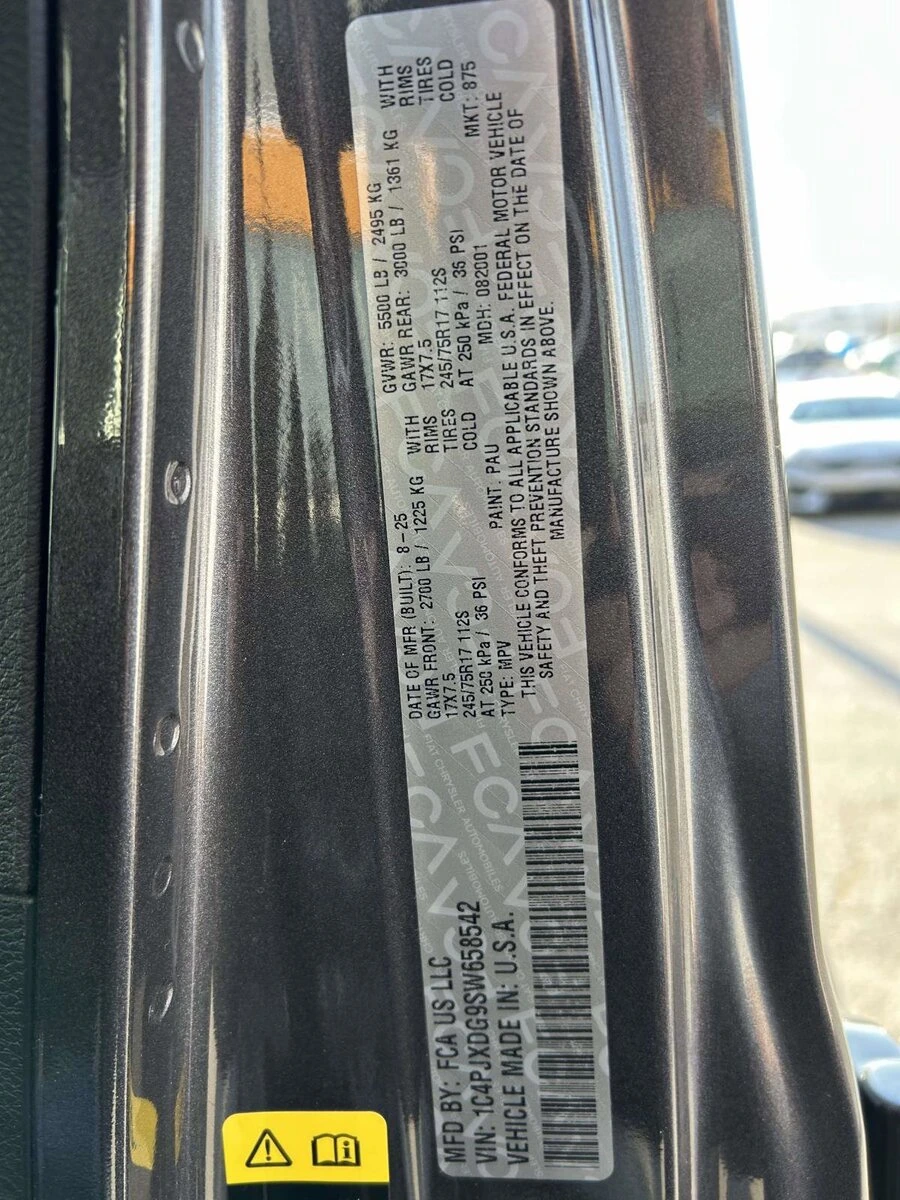 MFD BY: FCA US LLC
VIN: 1C4PJXDG9SW658542
VEHICLE MADE IN: U.S.A.
DATE OF MFR (BUILT): 8-25 GVWR: 5500 LB / 2495 KG
GAWR FRONT: 2700 LB / 1225 KG WITH GAWR REAR: 3000 LB / 1361 KG WITH
17X7.5 RIMS 17X7.5 RIMS
245/75R17 112S TIRES 245/75R17 112S TIRES
AT 250 kPa / 36 PSI COLD AT 250 kPa / 36 PSI COLD
TYPE: MPV PAINT: PAU MDH: 082001 MKT: 875
THIS VEHICLE CONFORMS TO ALL APPLICABLE U.S.A. FEDERAL MOTOR VEHICLE
SAFETY AND THEFT PREVENTION STANDARDS IN EFFECT ON THE DATE OF
MANUFACTURE SHOWN ABOVE.
FIAT CHRYSLER AUTOMOBILES